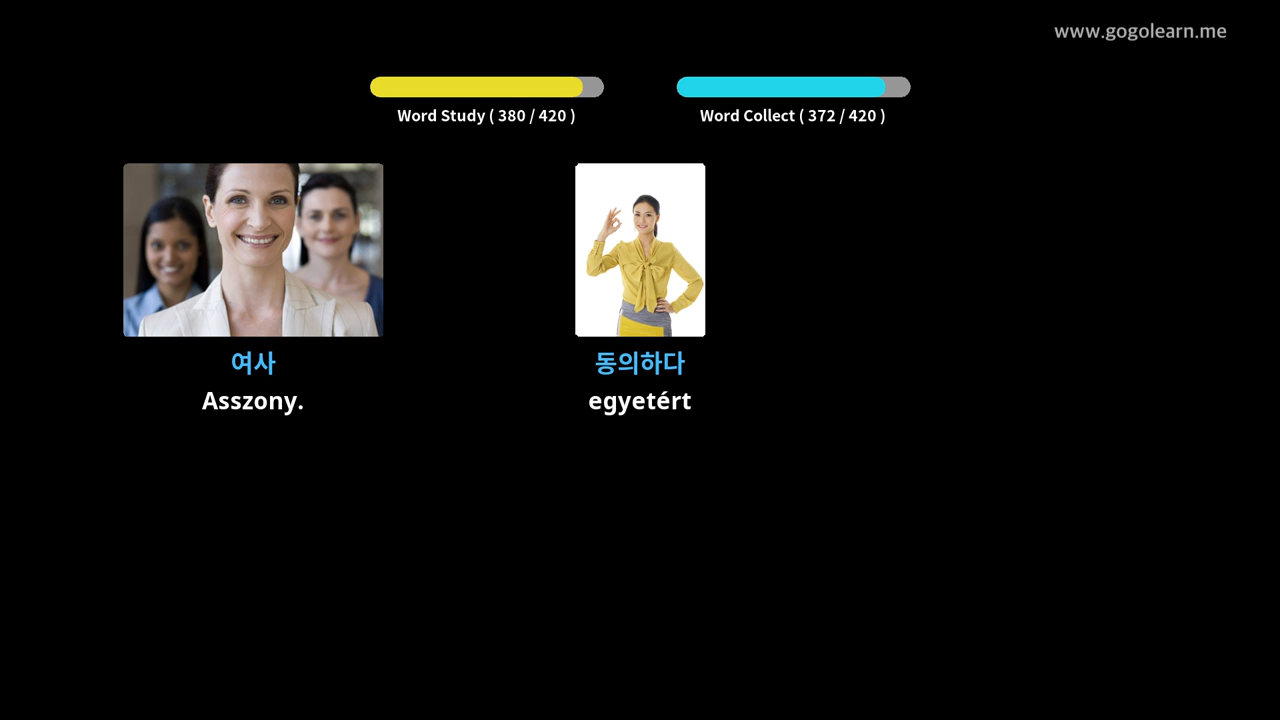 www.gogolearn.me
Word Study ( 380 / 420 )
Word Collect ( 372 / 420 )
여사
Asszony.
동의하다
egyetért